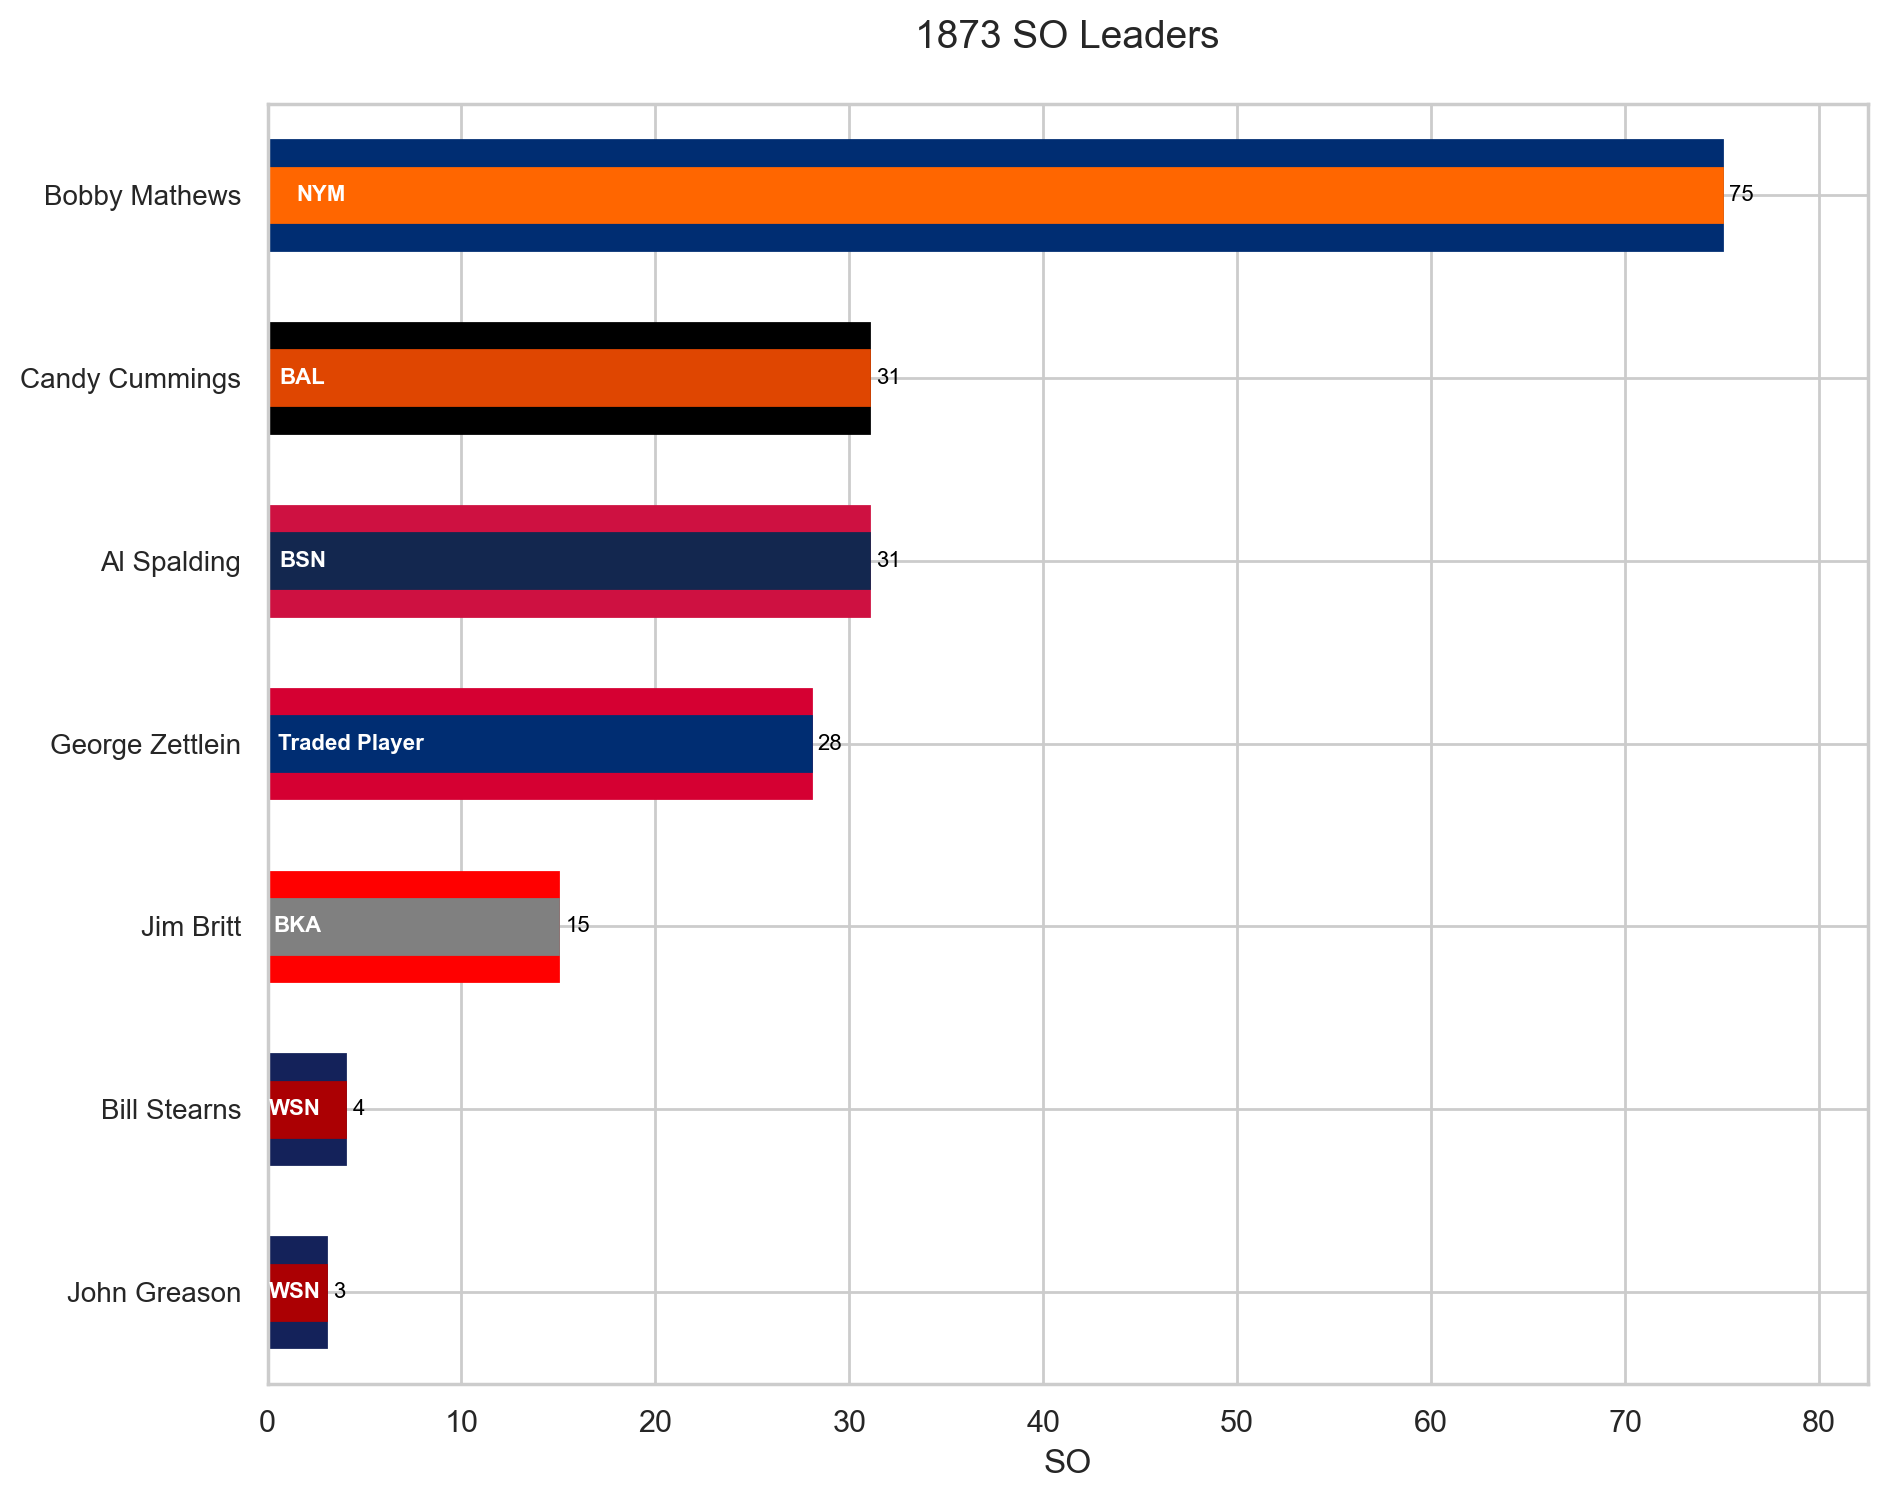 1873 SO Leaders
Bobby Mathews
NYM
75
Candy Cummings
BAL
31
Al Spalding
BSN
31
George Zettlein
Traded Player
28
Jim Britt
BKA
15
Bill Stearns
WSN
4
John Greason
WSN
3
0 10 20 30 40 50 60 70 80
SO